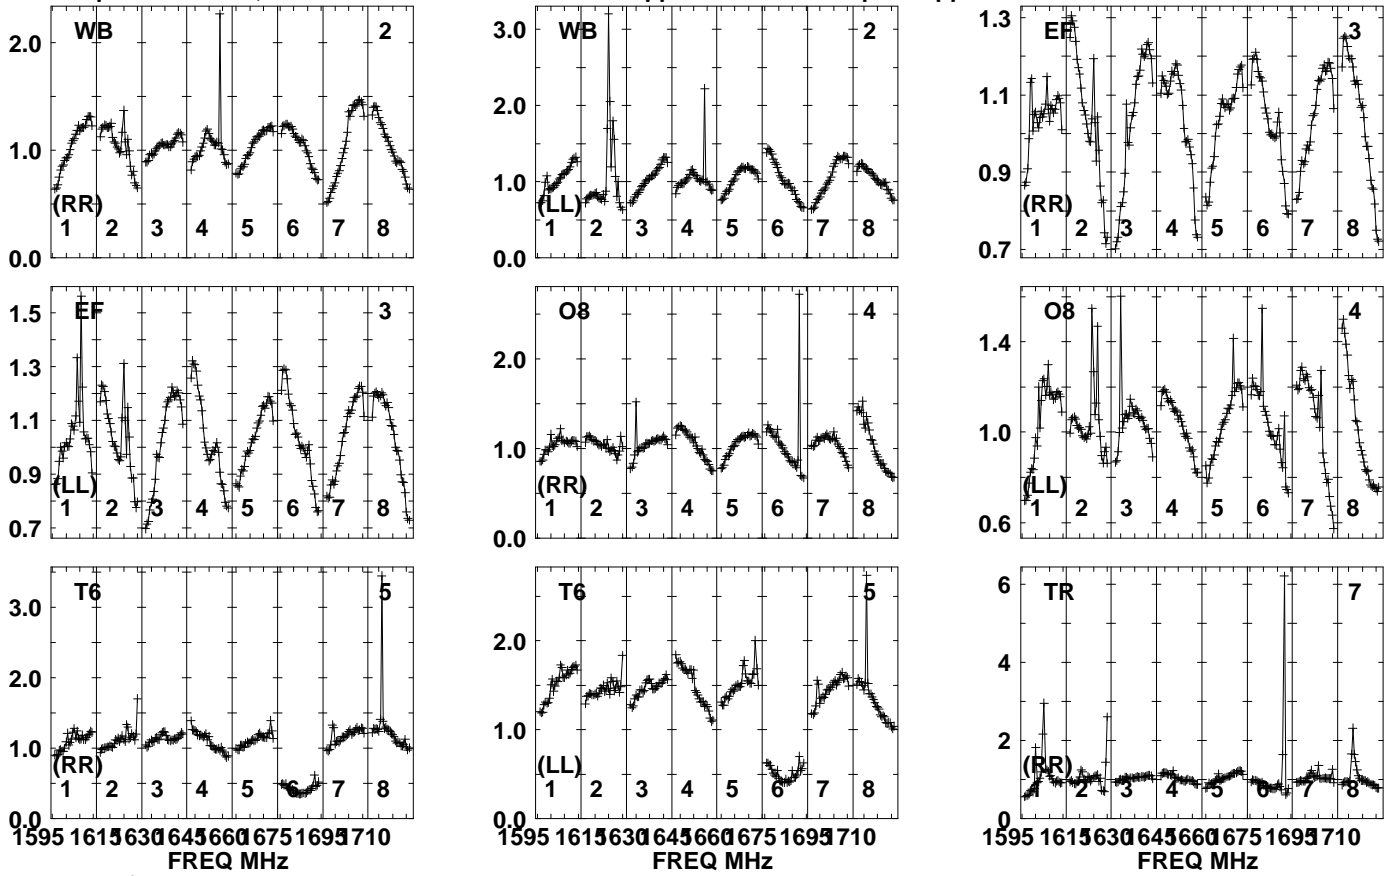 WB 2
2.0
1.0
0.0
(RR)
1 2 3 4 5 6 7 8
WB 2
3.0
2.0
1.0
0.0
(LL)
1 2 3 4 5 6 7 8
EF 3
1.3
1.1
0.9
0.7
(RR)
1 2 3 4 5 6 7 8
EF 3
1.5
1.3
1.1
0.9
0.7
(LL)
1 2 3 4 5 6 7 8
O8 4
2.0
1.0
0.0
(RR)
1 2 3 4 5 6 7 8
O8 4
1.4
1.0
0.6
(LL)
1 2 3 4 5 6 7 8
T6 5
3.0
2.0
1.0
0.0
(RR)
1 2 3 4 5 6 7 8
1595 1615 1630 1645 1660 1675 1695 1710
FREQ MHz
T6 5
2.0
1.0
0.0
(LL)
1 2 3 4 5 6 7 8
1595 1615 1630 1645 1660 1675 1695 1710
FREQ MHz
TR 7
6
4
2
0
(RR)
1 2 3 4 5 6 7 8
1595 1615 1630 1645 1660 1675 1695 1710
FREQ MHz